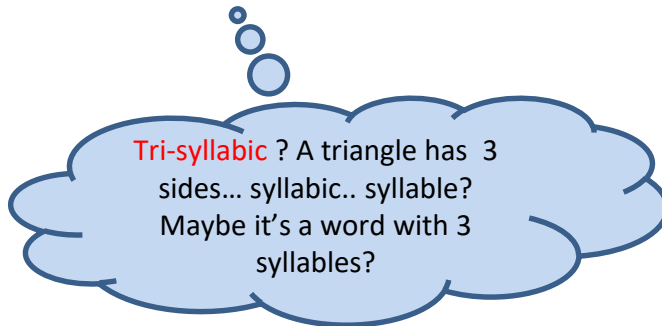 Tri-syllabic ? A triangle has  3
sides... syllabic.. syllable?
Maybe it’s a word with 3
syllables?